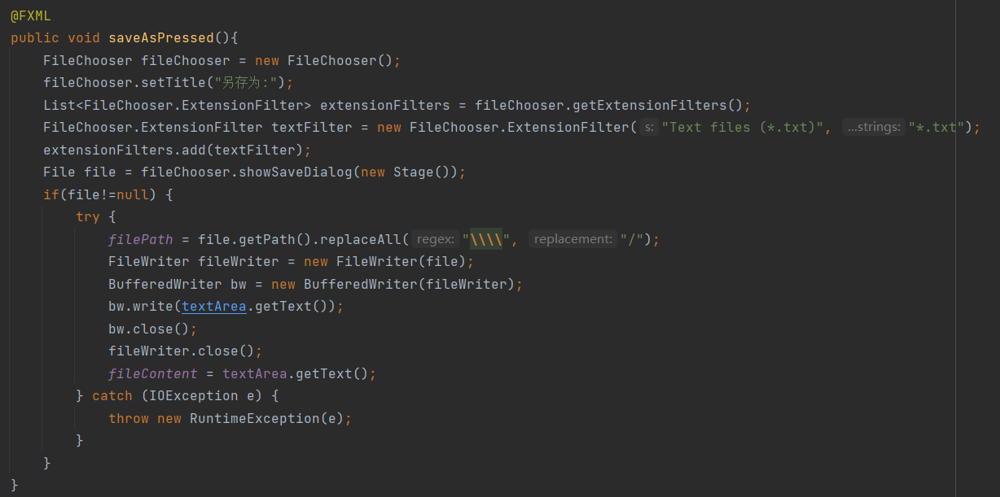 @FXML
public void saveAsPressed(){
    FileChooser fileChooser = new FileChooser();
    fileChooser.setTitle("另存为:");
    List<FileChooser.ExtensionFilter> extensionFilters = fileChooser.getExtensionFilters();
    FileChooser.ExtensionFilter textFilter = new FileChooser.ExtensionFilter( s: "Text files (*.txt)", ...strings: "*.txt");
    extensionFilters.add(textFilter);
    File file = fileChooser.showSaveDialog(new Stage());
    if(file!=null) {
        try {
            filePath = file.getPath().replaceAll( regex: "\\\\", replacement: "/");
            FileWriter fileWriter = new FileWriter(file);
            BufferedWriter bw = new BufferedWriter(fileWriter);
            bw.write(textArea.getText());
            bw.close();
            fileWriter.close();
            fileContent = textArea.getText();
        } catch (IOException e) {
            throw new RuntimeException(e);
        }
    }
}